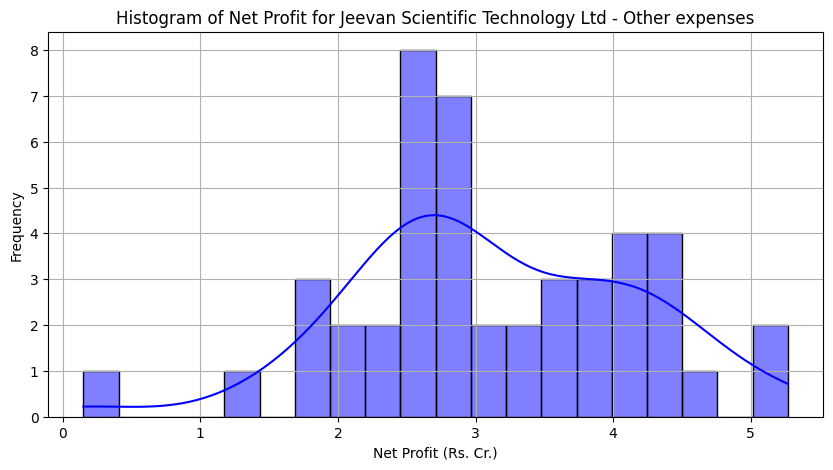 Histogram of Net Profit for Jeevan Scientific Technology Ltd - Other expenses
8
7
6
5
4
3
2
1
0
Frequency
0 1 2 3 4 5
Net Profit (Rs. Cr.)